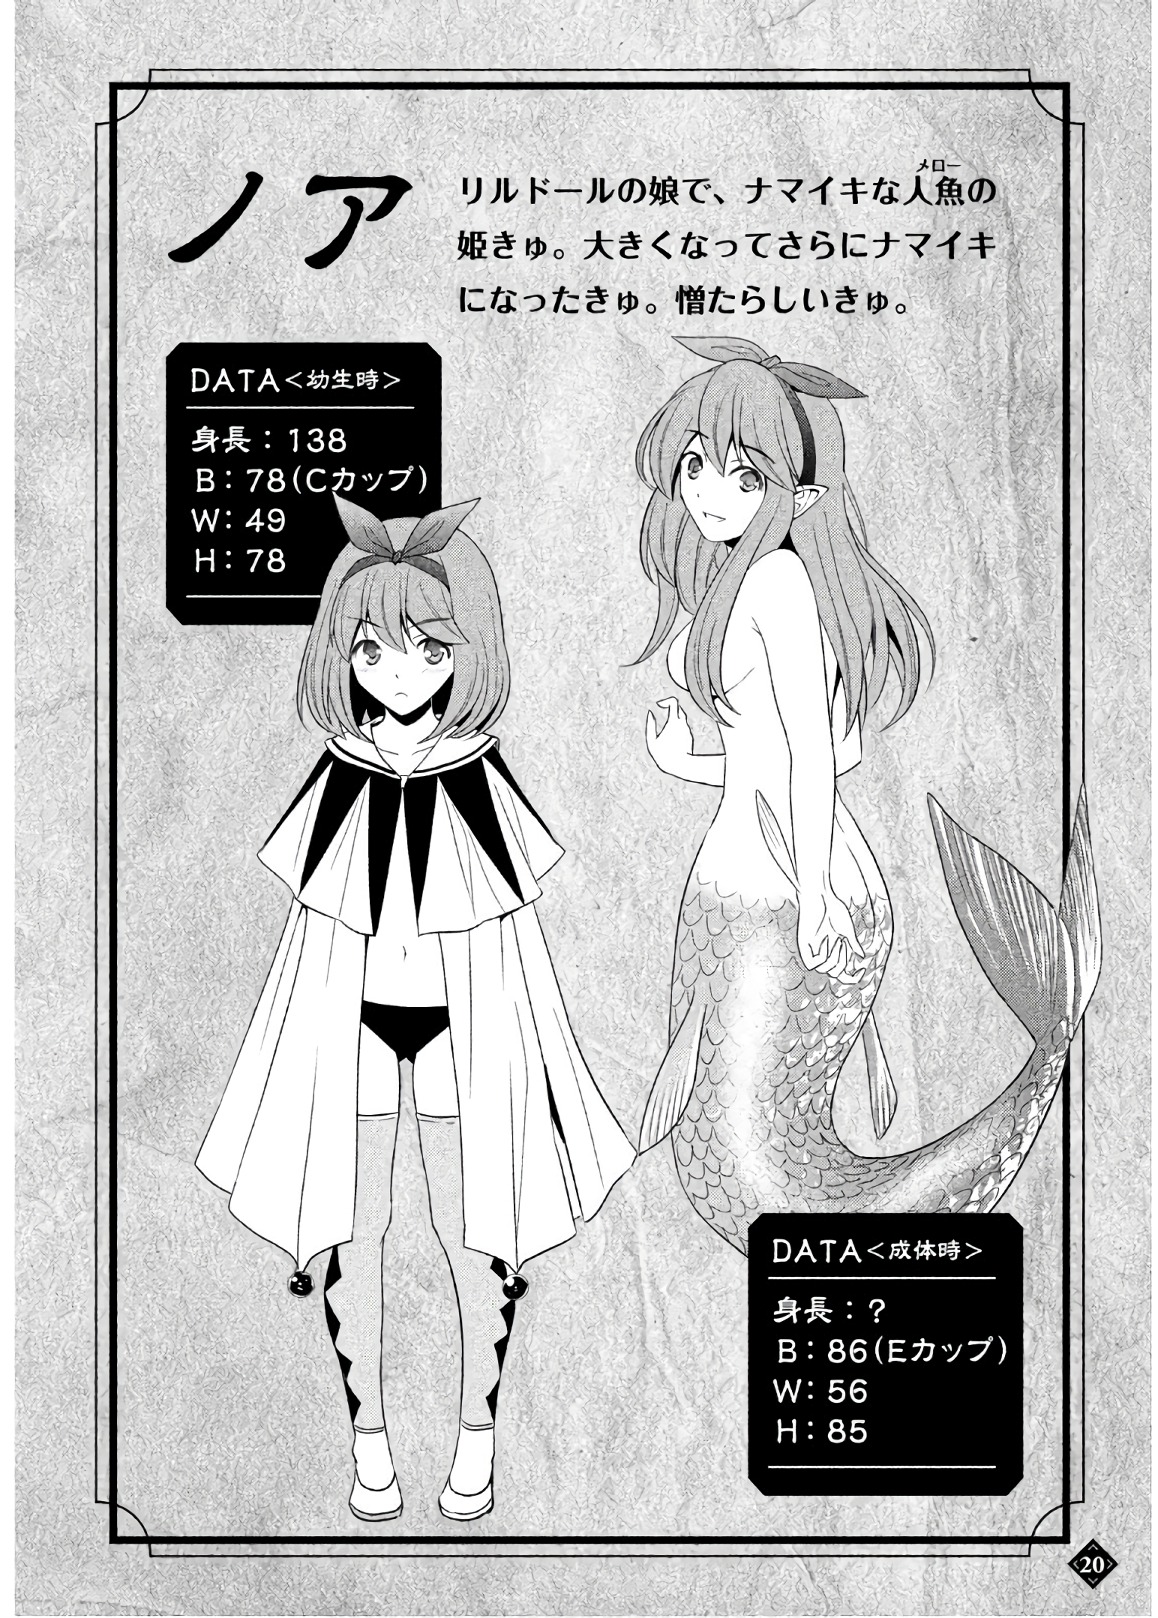 ノア
リルドールの娘で、ナマイキな人魚の
メロー
姫きゅ。大きくなってさらにナマイキ
になったきゅ。憎たらしいきゅ。
DATA<幼生時>
身長：138
B：78(Cカップ)
W：49
H：78
DATA<成体時>
身長：？
B：86(Eカップ)
W：56
H：85
20